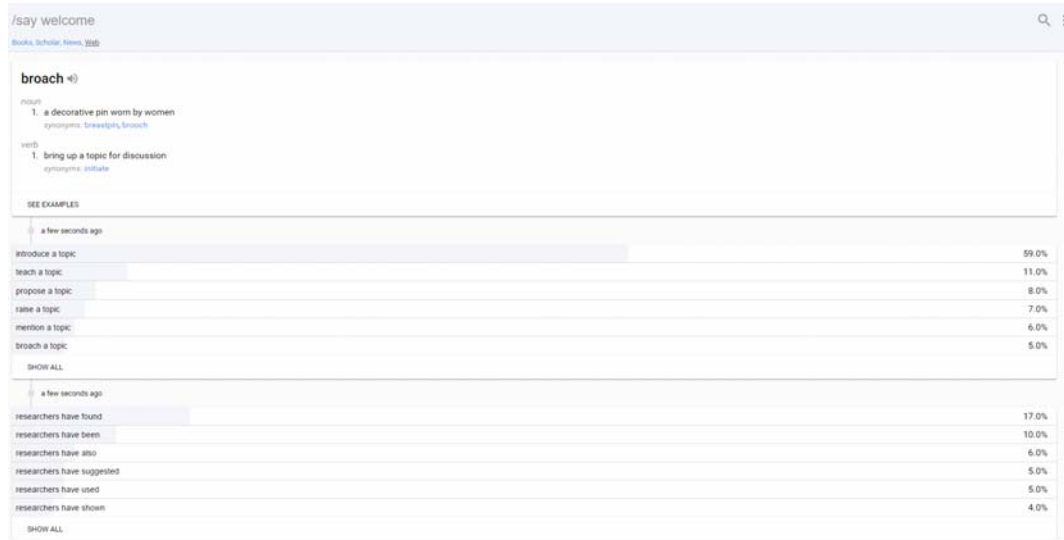 /say welcome
Books, Scholar, News, Web
broach
noun
1. a decorative pin worn by women
synonyms: breastpin, brooch
verb
1. bring up a topic for discussion
synonyms: initiate
SEE EXAMPLES
a few seconds ago
introduce a topic 59.0%
teach a topic 11.0%
propose a topic 8.0%
raise a topic 7.0%
mention a topic 6.0%
broach a topic 5.0%
SHOW ALL
a few seconds ago
researchers have found 17.0%
researchers have been 10.0%
researchers have also 6.0%
researchers have suggested 5.0%
researchers have used 5.0%
researchers have shown 4.0%
SHOW ALL